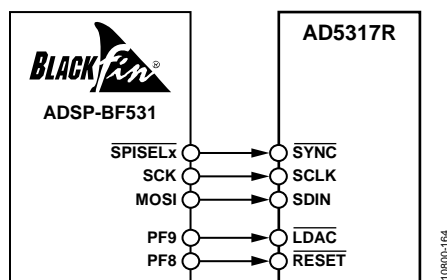 AD5317R
BLACKfin®
ADSP-BF531
SPISELx SYNC
SCK SCLK
MOSI SDIN
PF9 LDAC
PF8 RESET
10800-164